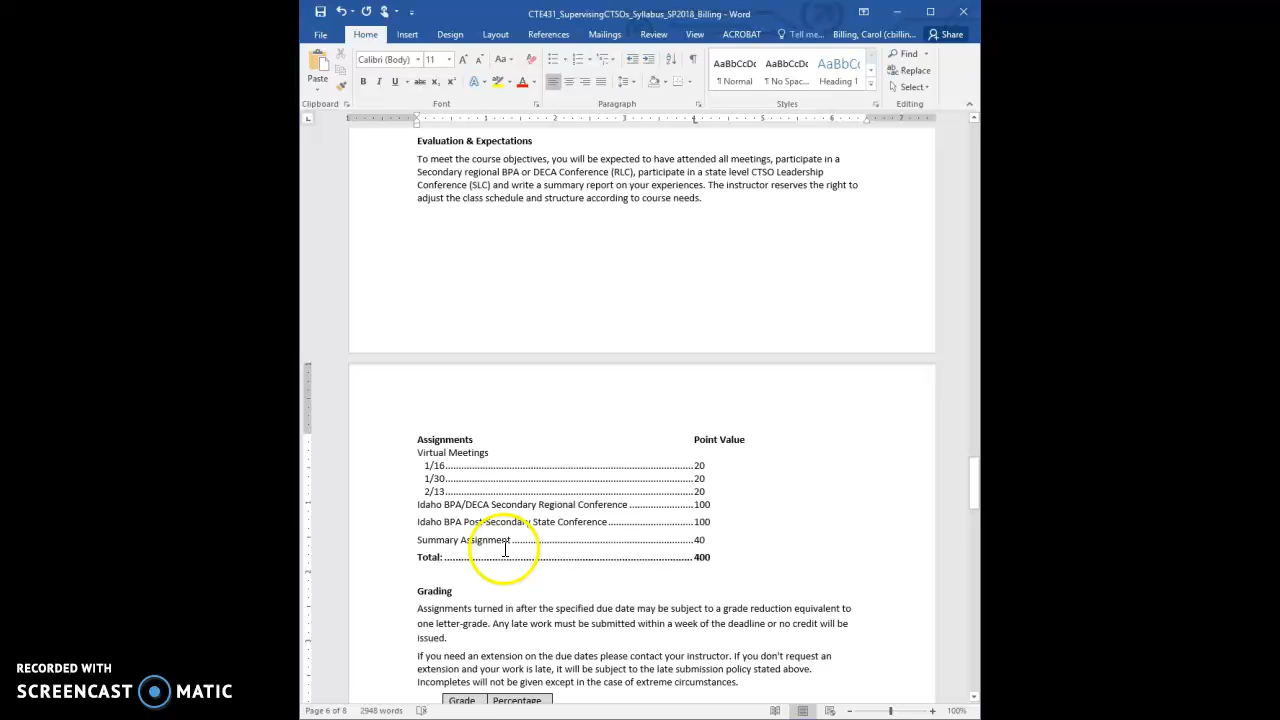 CTE431_SupervisingCTSOs_Syllabus_SP2018_Billing - Word
File Home Insert Design Layout References Mailings Review View ACROBAT Tell me... Billing, Carol (cbillin... Share
Calibri (Body) 11
Paste
Clipboard Font Paragraph Styles Editing
AaBbCcDc AaBbCcDc AaBbCc
¶ Normal ¶ No Spac... Heading 1
Find
Replace
Select
Evaluation & Expectations
To meet the course objectives, you will be expected to have attended all meetings, participate in a
Secondary regional BPA or DECA Conference (RLC), participate in a state level CTSO Leadership
Conference (SLC) and write a summary report on your experiences. The instructor reserves the right to
adjust the class schedule and structure according to course needs.
Assignments Point Value
Virtual Meetings
1/16 20
1/30 20
2/13 20
Idaho BPA/DECA Secondary Regional Conference 100
Idaho BPA Post-Secondary State Conference 100
Summary Assignment 40
Total: 400
Grading
Assignments turned in after the specified due date may be subject to a grade reduction equivalent to
one letter-grade. Any late work must be submitted within a week of the deadline or no credit will be
issued.
If you need an extension on the due dates please contact your instructor. If you don't request an
extension and your work is late, it will be subject to the late submission policy stated above.
Incompletes will not be given except in the case of extreme circumstances.
Grade Percentage
Page 6 of 8 2948 words 100%
RECORDED WITH
SCREENCAST MATIC